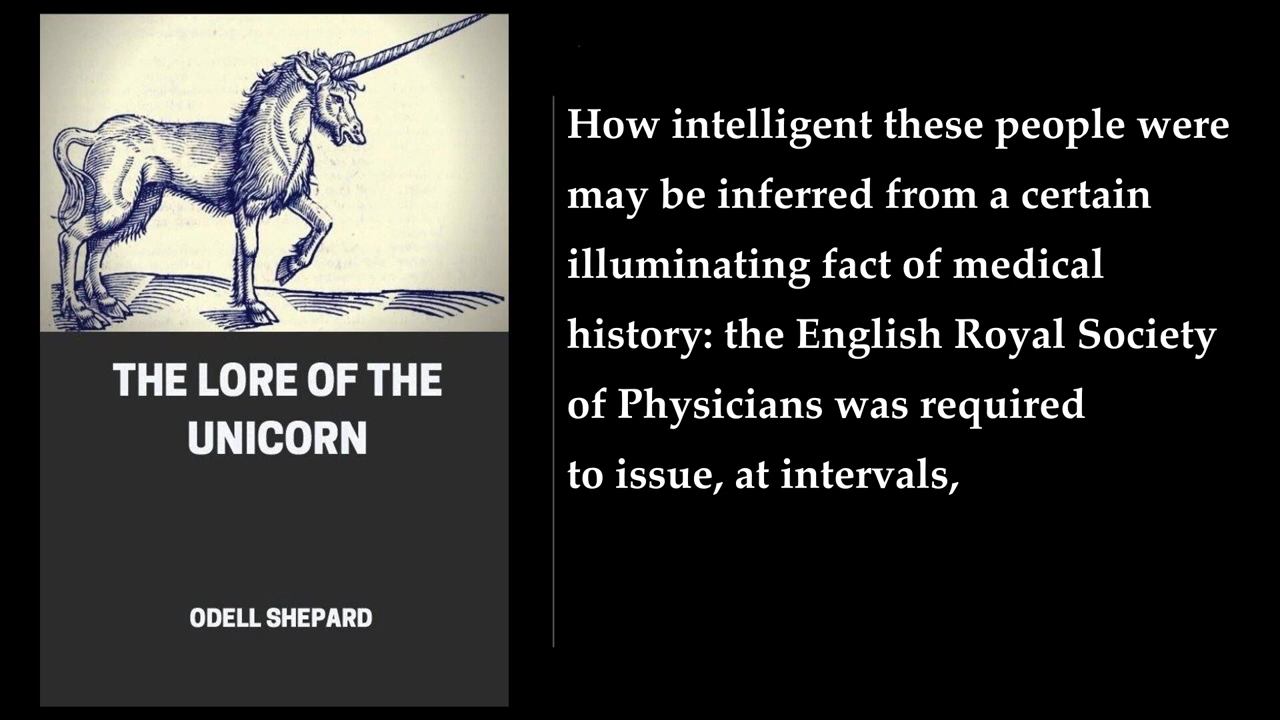 THE LORE OF THE
UNICORN
ODELL SHEPARD
How intelligent these people were
may be inferred from a certain
illuminating fact of medical
history: the English Royal Society
of Physicians was required
to issue, at intervals,